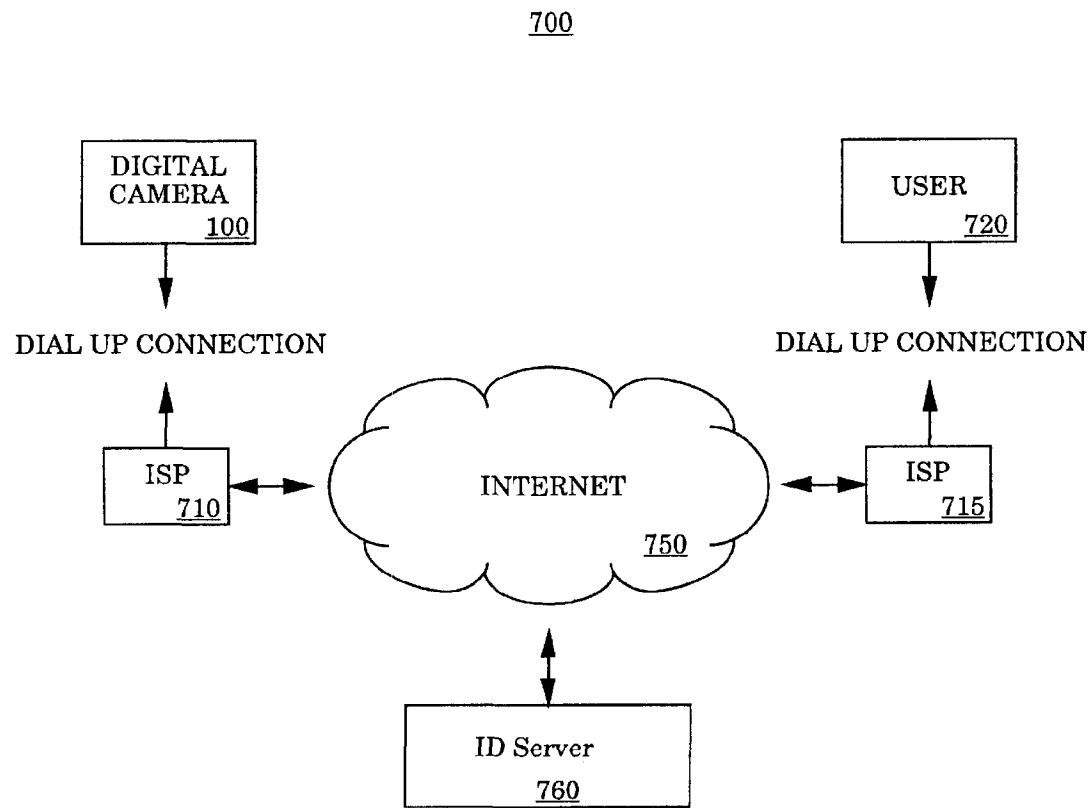 700
DIGITAL
CAMERA
100
USER
720
DIAL UP CONNECTION
DIAL UP CONNECTION
ISP
710
INTERNET
750
ISP
715
ID Server
760